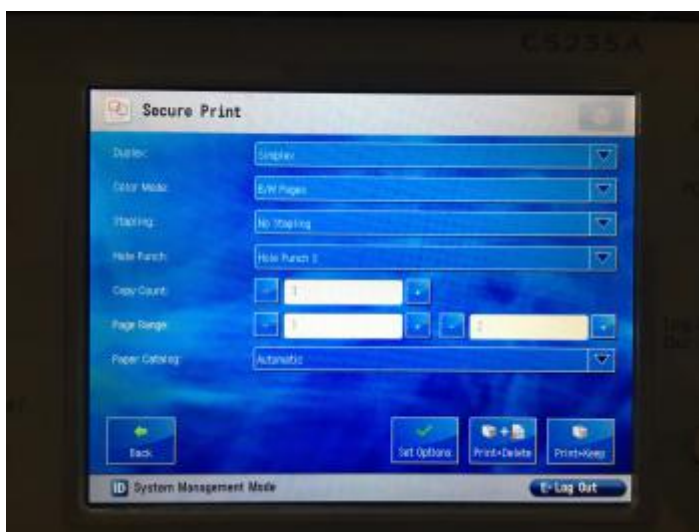 C5235A
Secure Print
Duplex: Simplex
Color Mode: B/W Pages
Stapling: No Stapling
Hole Punch: Hole Punch
Copy Count: 1
Page Range: 1 2
Paper Catalog: Automatic
Back Set Options Print+Delete Print+Keep
ID System Management Mode Log Out